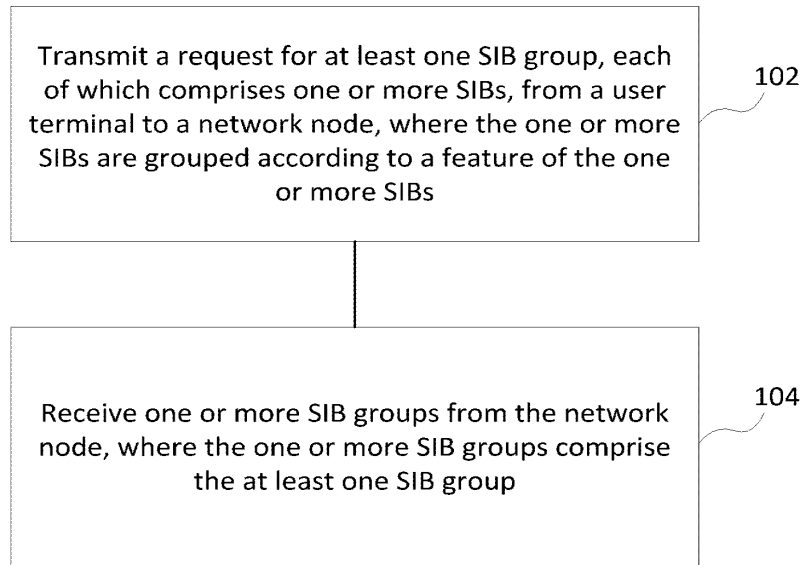 Transmit a request for at least one SIB group, each
of which comprises one or more SIBs, from a user
terminal to a network node, where the one or more
SIBs are grouped according to a feature of the one
or more SIBs
102
Receive one or more SIB groups from the network
node, where the one or more SIB groups comprise
the at least one SIB group
104